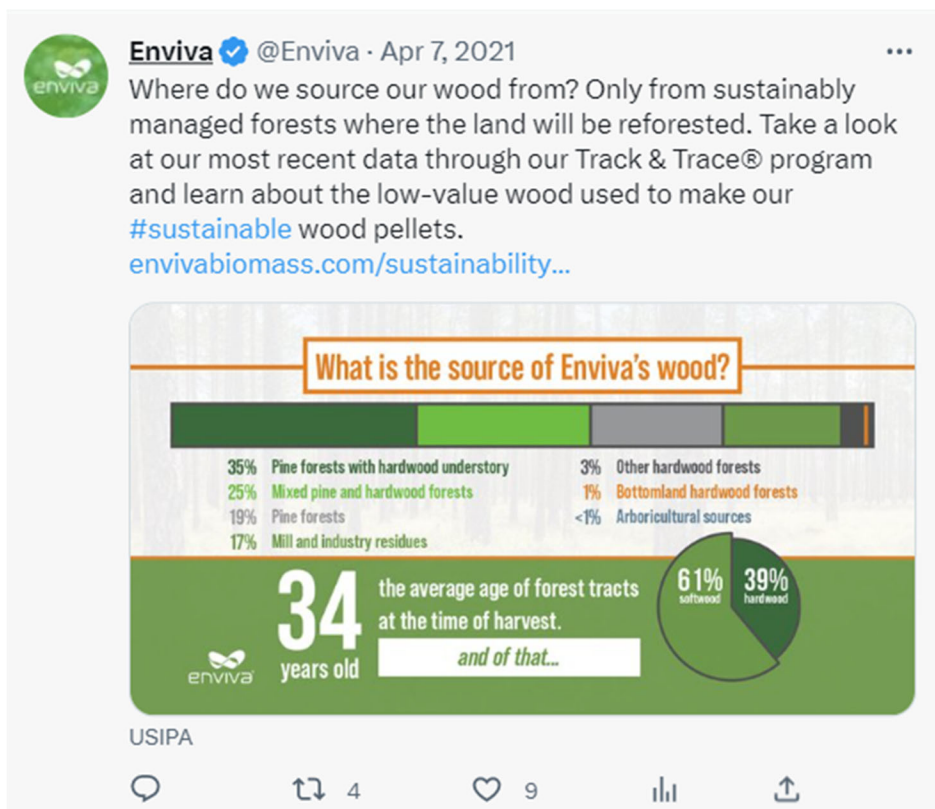 Enviva @Enviva · Apr 7, 2021
enviva
Where do we source our wood from? Only from sustainably
managed forests where the land will be reforested. Take a look
at our most recent data through our Track & Trace® program
and learn about the low-value wood used to make our
#sustainable wood pellets.
envivabiomass.com/sustainability...
What is the source of Enviva's wood?
35% Pine forests with hardwood understory
25% Mixed pine and hardwood forests
19% Pine forests
17% Mill and industry residues
3% Other hardwood forests
1% Bottomland hardwood forests
<1% Arboricultural sources
34
years old
the average age of forest tracts
at the time of harvest.
and of that...
61%
softwood
39%
hardwood
enviva
USIPA
4
9